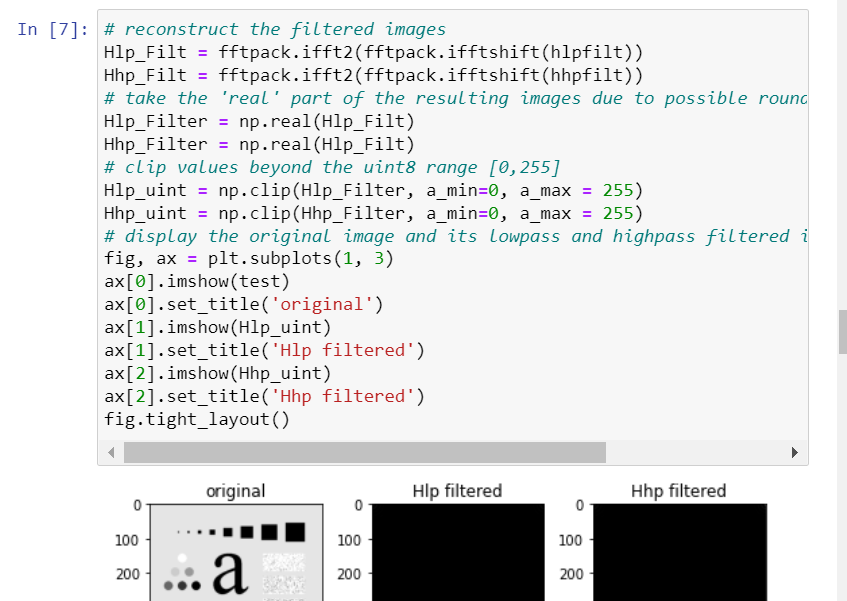 In [7]:
# reconstruct the filtered images
Hlp_Filt = fftpack.ifft2(fftpack.ifftshift(hlpfilt))
Hhp_Filt = fftpack.ifft2(fftpack.ifftshift(hhpfilt))
# take the 'real' part of the resulting images due to possible
Hlp_Filter = np.real(Hlp_Filt)
Hhp_Filter = np.real(Hlp_Filt)
# clip values beyond the uint8 range [0,255]
Hlp_uint = np.clip(Hlp_Filter, a_min=0, a_max = 255)
Hhp_uint = np.clip(Hhp_Filter, a_min=0, a_max = 255)
# display the original image and its lowpass and highpass filtered
fig, ax = plt.subplots(1, 3)
ax[0].imshow(test)
ax[0].set_title('original')
ax[1].imshow(Hlp_uint)
ax[1].set_title('Hlp filtered')
ax[2].imshow(Hhp_uint)
ax[2].set_title('Hhp filtered')
fig.tight_layout()
original Hlp filtered Hhp filtered
0 0 0
100 100 100
a
200 200 200